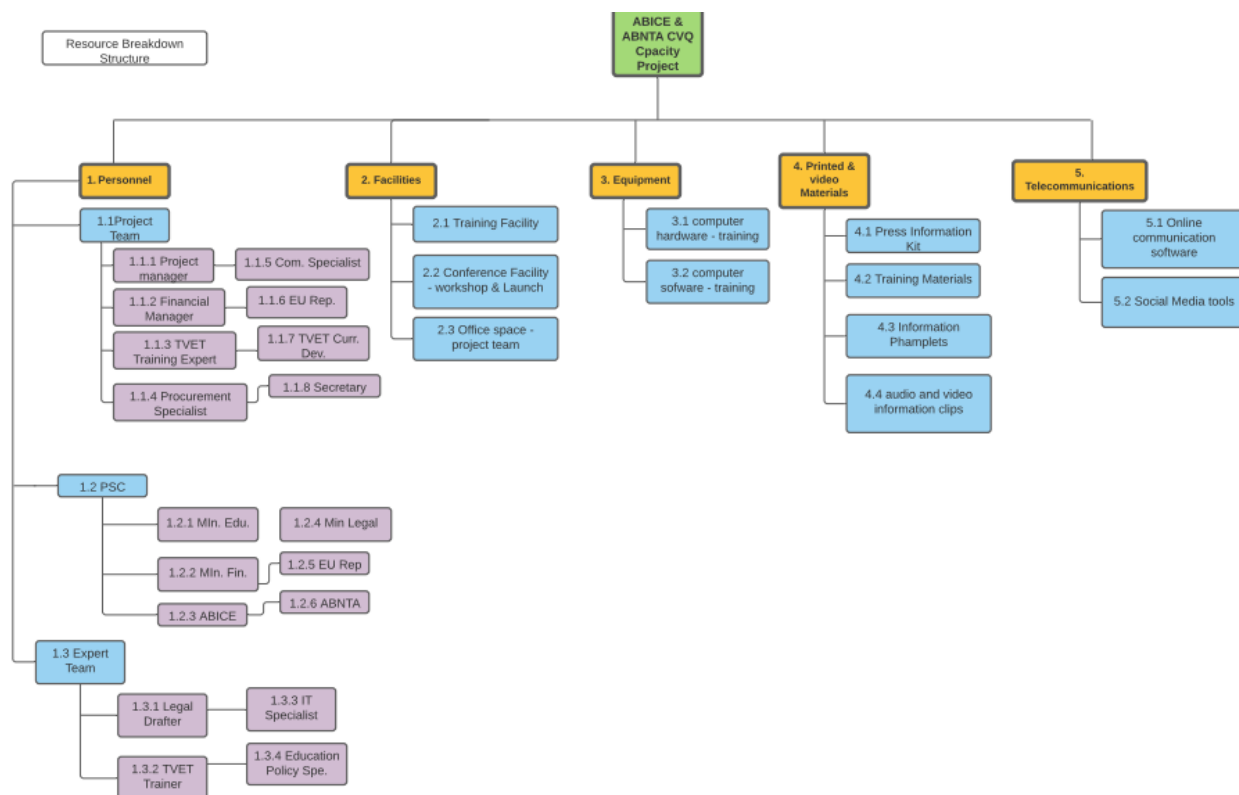 ABICE &
ABNTA CVQ
Cpacity
Project
Resource Breakdown
Structure
1. Personnel
2. Facilities
3. Equipment
4. Printed &
video
Materials
5.
Telecommunications
1.1Project
Team
1.1.1 Project
manager
1.1.5 Com. Specialist
1.1.2 Financial
Manager
1.1.6 EU Rep.
1.1.3 TVET
Training Expert
1.1.7 TVET Curr.
Dev.
1.1.4 Procurement
Specialist
1.1.8 Secretary
1.2 PSC
1.2.1 MIn. Edu.
1.2.4 Min Legal
1.2.2 MIn. Fin.
1.2.5 EU Rep
1.2.3 ABICE
1.2.6 ABNTA
1.3 Expert
Team
1.3.1 Legal
Drafter
1.3.3 IT
Specialist
1.3.2 TVET
Trainer
1.3.4 Education
Policy Spe.
2.1 Training Facility
2.2 Conference Facility
- workshop & Launch
2.3 Office space -
project team
3.1 computer
hardware - training
3.2 computer
sofware - training
4.1 Press Information
Kit
4.2 Training Materials
4.3 Information
Phamplets
4.4 audio and video
information clips
5.1 Online
communication
software
5.2 Social Media tools